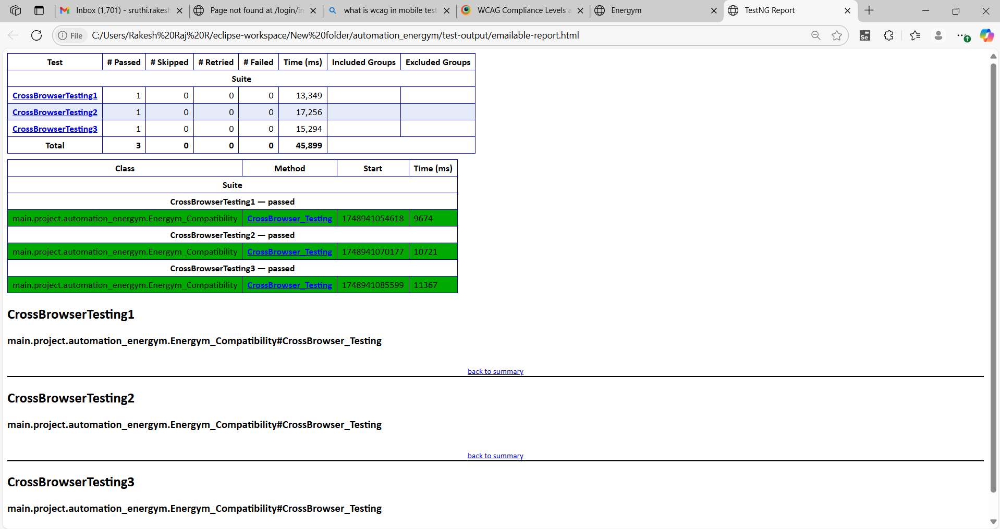 Inbox (1,701) - sruthi.rakesh
Page not found at /login/in
what is wcag in mobile test
WCAG Compliance Levels a
Energym
TestNG Report
File
C:/Users/Rakesh%20Raj%20R/eclipse-workspace/New%20folder/automation_energym/test-output/emailable-report.html
Se
Test # Passed # Skipped # Retried # Failed Time (ms) Included Groups Excluded Groups
Suite
CrossBrowserTesting1 1 0 0 0 13,349
CrossBrowserTesting2 1 0 0 0 17,256
CrossBrowserTesting3 1 0 0 0 15,294
Total 3 0 0 0 45,899
Class Method Start Time (ms)
Suite
CrossBrowserTesting1 — passed
main.project.automation_energym.Energym_Compatibility CrossBrowser_Testing 1748941054618 9674
CrossBrowserTesting2 — passed
main.project.automation_energym.Energym_Compatibility CrossBrowser_Testing 1748941070177 10721
CrossBrowserTesting3 — passed
main.project.automation_energym.Energym_Compatibility CrossBrowser_Testing 1748941085599 11367
CrossBrowserTesting1
main.project.automation_energym.Energym_Compatibility#CrossBrowser_Testing
back to summary
CrossBrowserTesting2
main.project.automation_energym.Energym_Compatibility#CrossBrowser_Testing
back to summary
CrossBrowserTesting3
main.project.automation_energym.Energym_Compatibility#CrossBrowser_Testing